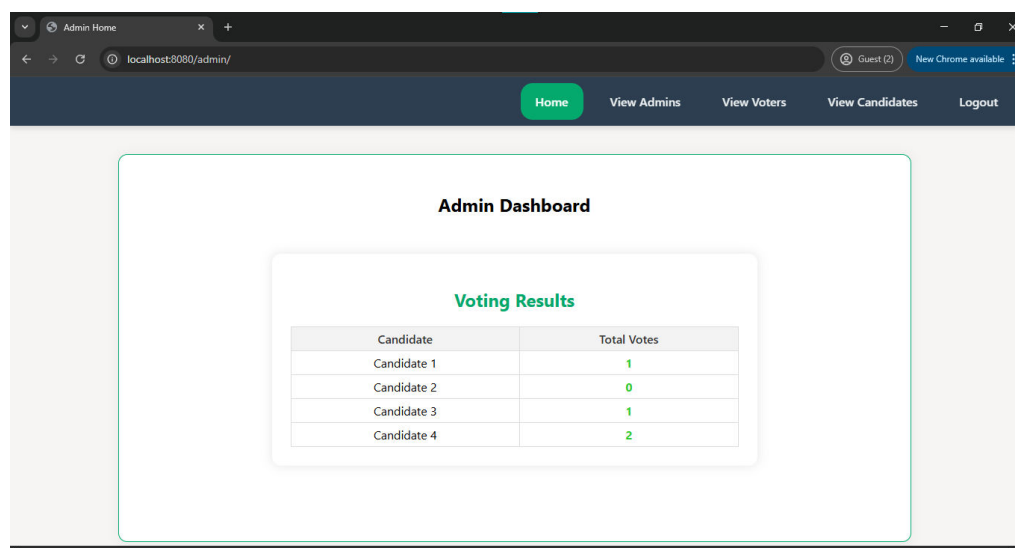 Admin Home
localhost:8080/admin/
Guest (2)
New Chrome available
Home View Admins View Voters View Candidates Logout
Admin Dashboard
Voting Results
Candidate Total Votes
Candidate 1 1
Candidate 2 0
Candidate 3 1
Candidate 4 2